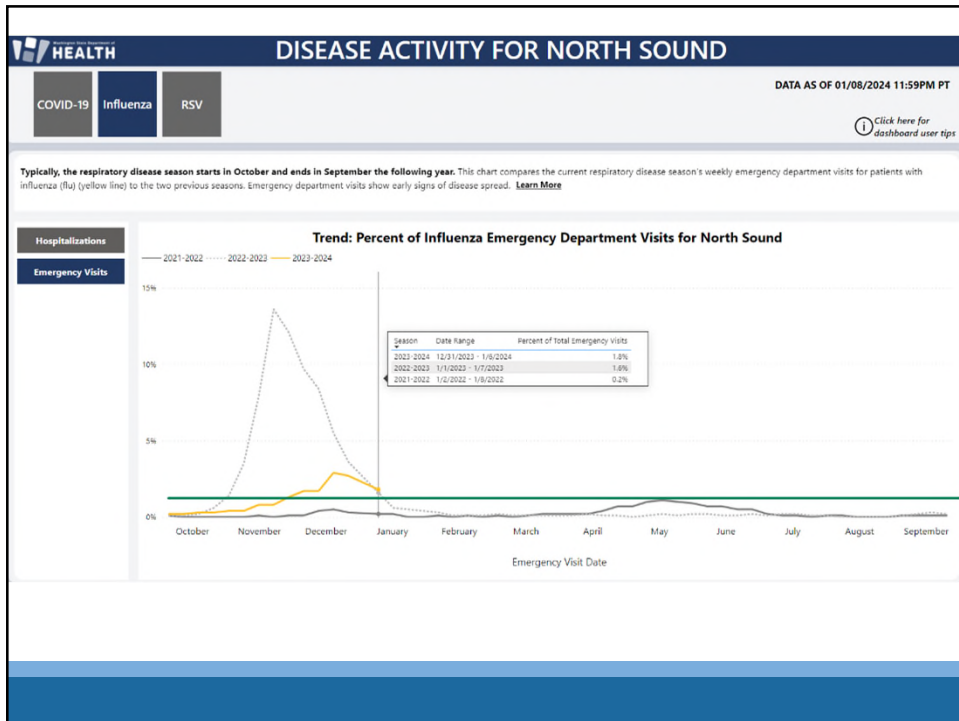 Washington State Department of
HEALTH
DISEASE ACTIVITY FOR NORTH SOUND
COVID-19
Influenza
RSV
DATA AS OF 01/08/2024 11:59PM PT
i
Click here for
dashboard user tips
Typically, the respiratory disease season starts in October and ends in September the following year. This chart compares the current respiratory disease season's weekly emergency department visits for patients with
influenza (flu) (yellow line) to the two previous seasons. Emergency department visits show early signs of disease spread. Learn More
Hospitalizations
Emergency Visits
Trend: Percent of Influenza Emergency Department Visits for North Sound
2021-2022 2022-2023 2023-2024
15%
10%
5%
0%
Season Date Range Percent of Total Emergency Visits
2023-2024 12/31/2023 - 1/6/2024 1.8%
2022-2023 1/1/2023 - 1/7/2023 1.6%
2021-2022 1/2/2022 - 1/8/2022 0.2%
October November December January February March April May June July August September
Emergency Visit Date